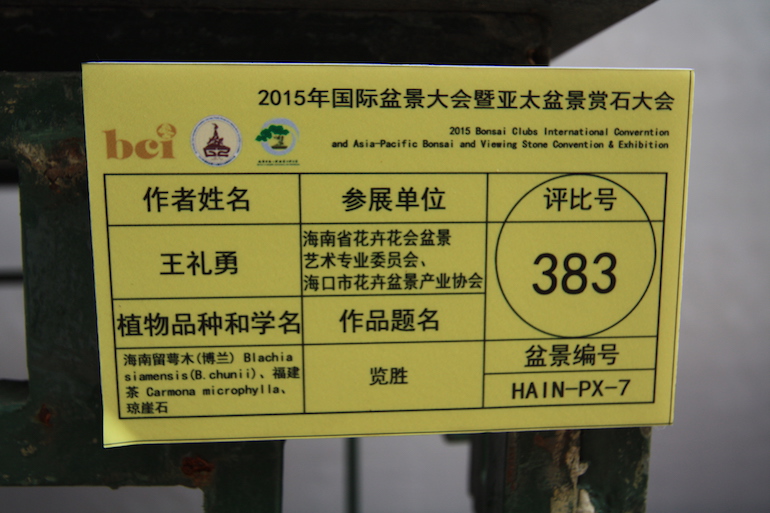 2015年国际盆景大会暨亚太盆景赏石大会
bci
2015 Bonsai Clubs International Converntion
and Asia-Pacific Bonsai and Viewing Stone Convention & Exhibition
作者姓名
参展单位
评比号
王礼勇
海南省花卉花会盆景
艺术专业委员会、
海口市花卉盆景产业协会
383
植物品种和学名
作品题名
海南留萼木(博兰) Blachia
siamensis(B.chunii)、福建
茶 Carmona microphylla、
琼崖石
览胜
盆景编号
HAIN-PX-7